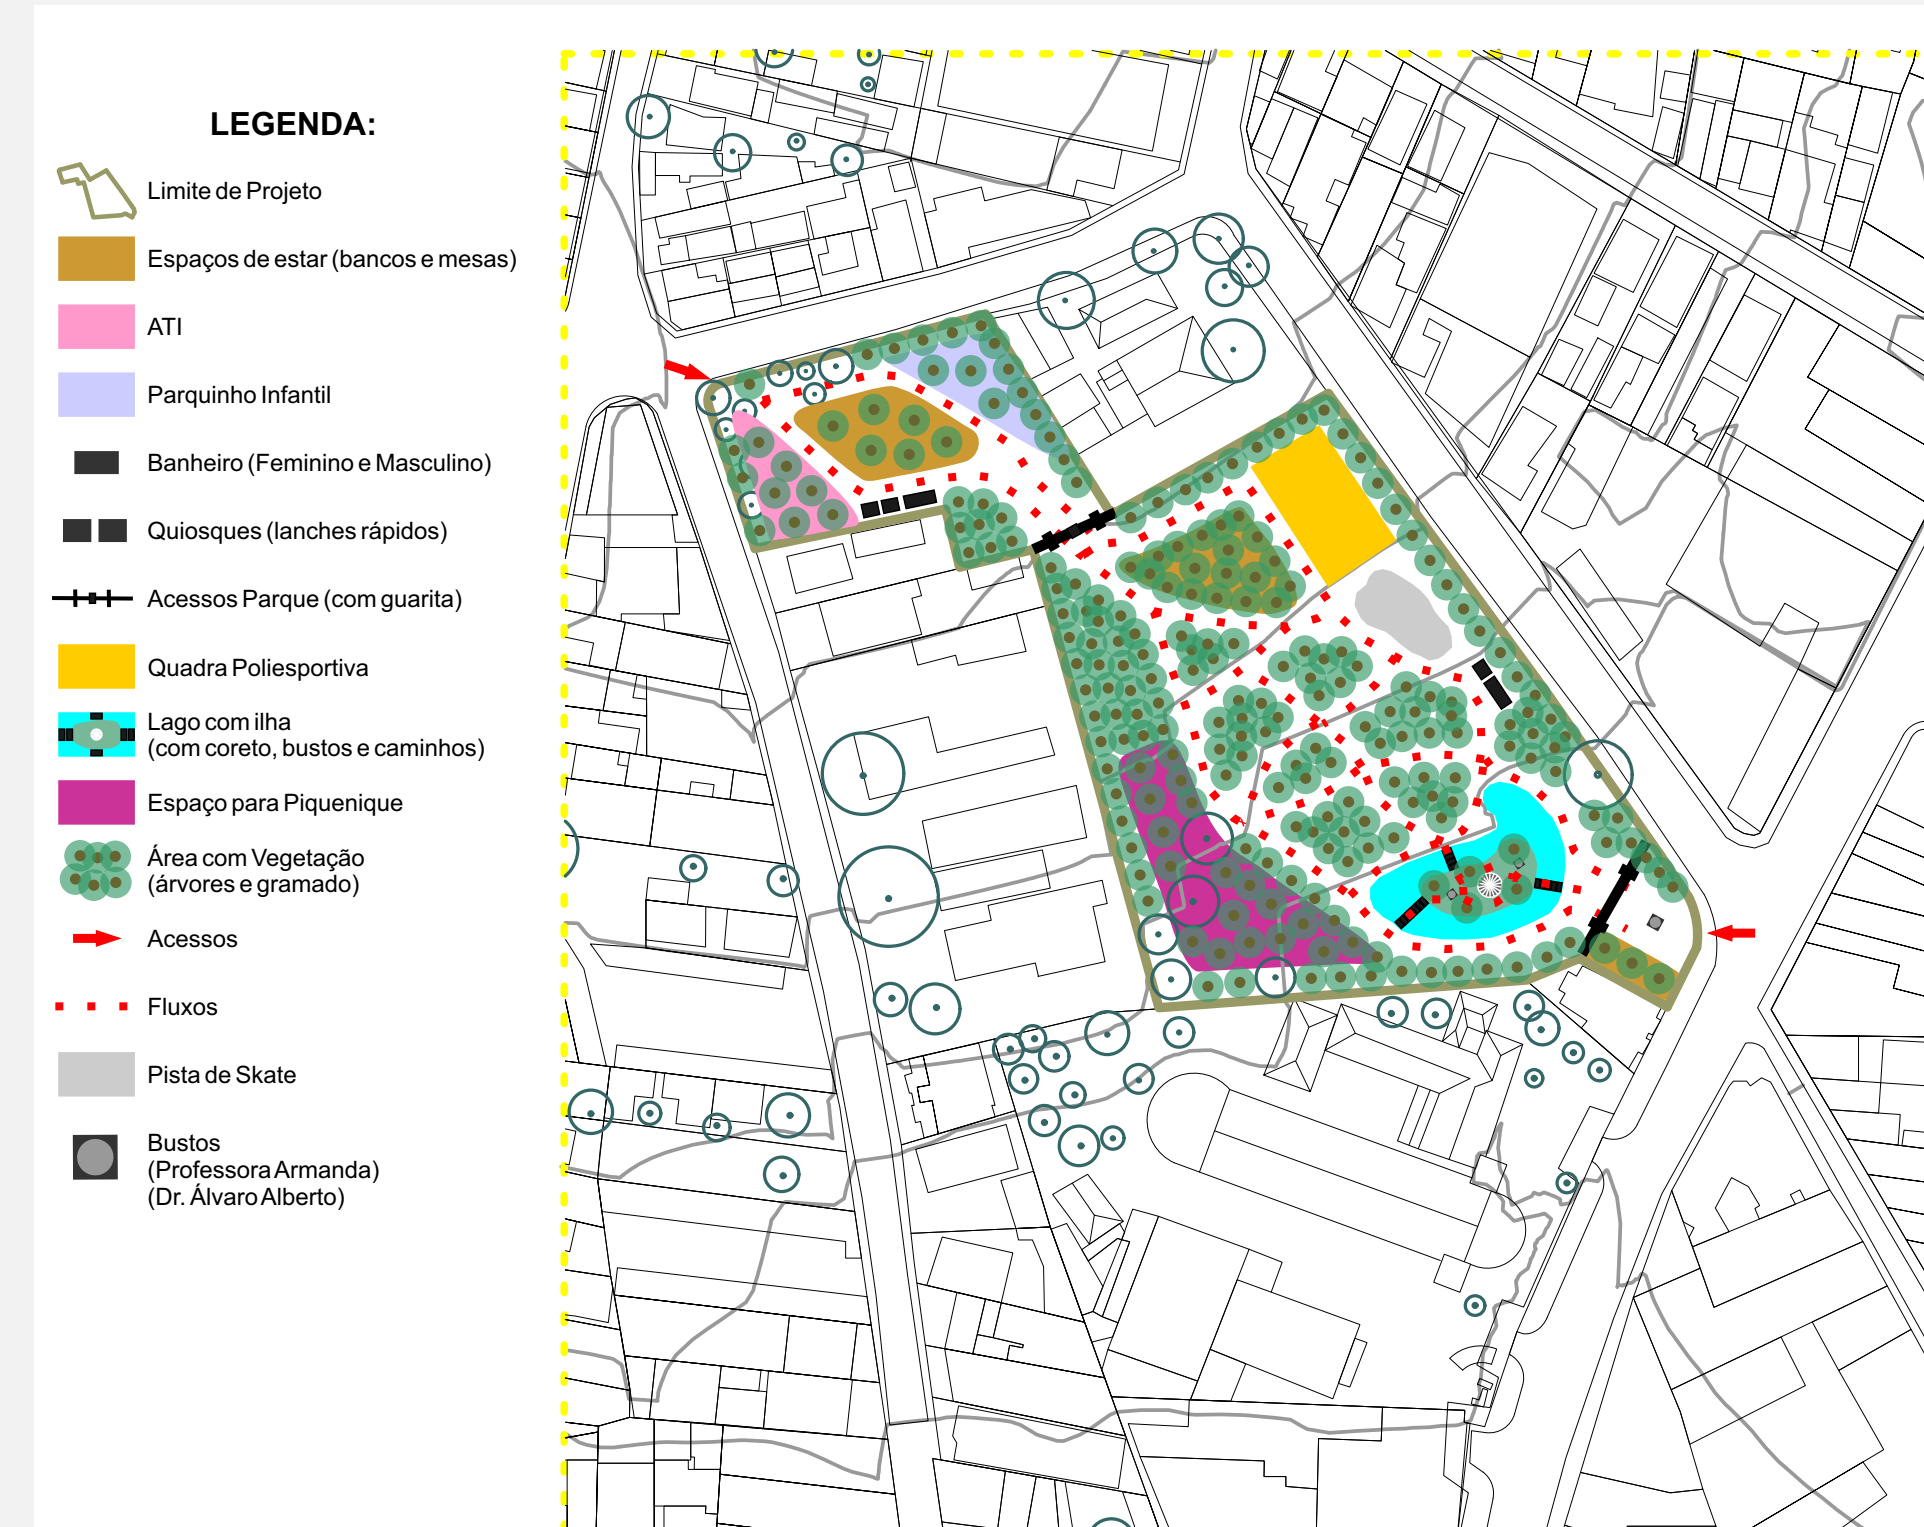 LEGENDA:
Limite de Projeto
Espaços de estar (bancos e mesas)
ATI
Parquinho Infantil
Banheiro (Feminino e Masculino)
Quiosques (lanches rápidos)
Acessos Parque (com guarita)
Quadra Poliesportiva
Lago com ilha
(com coreto, bustos e caminhos)
Espaço para Piquenique
Área com Vegetação
(árvores e gramado)
Acessos
Fluxos
Pista de Skate
Bustos
(Professora Armanda)
(Dr. Álvaro Alberto)